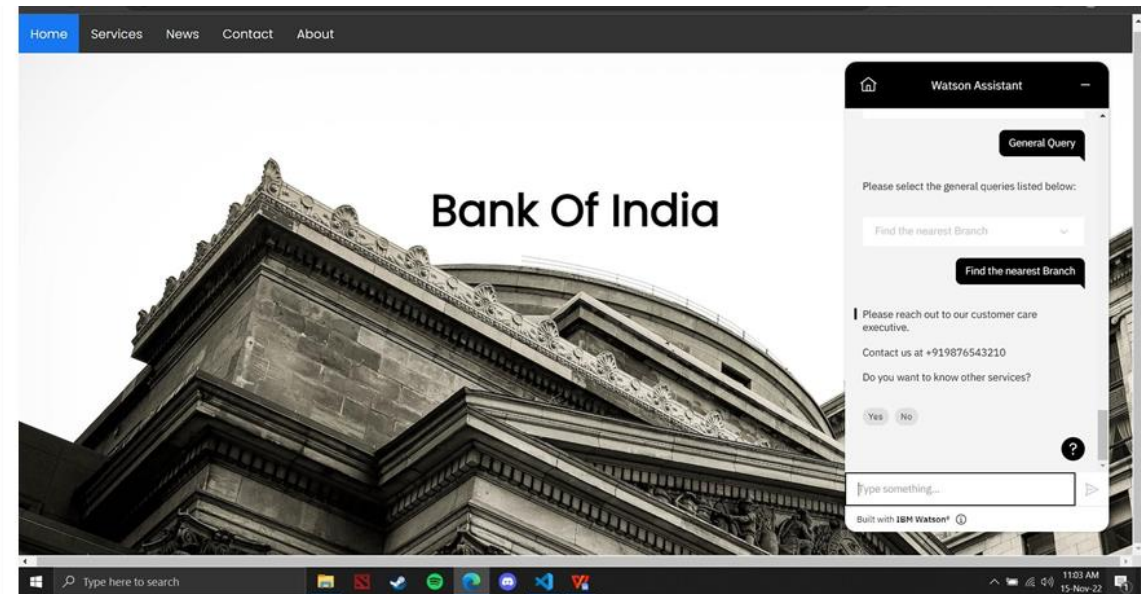 Home Services News Contact About
Bank Of India
Watson Assistant
General Query
Please select the general queries listed below:
Find the nearest Branch
Find the nearest Branch
Please reach out to our customer care
executive.
Contact us at +919876543210
Do you want to know other services?
Yes No
?
Type something...
Built with IBM Watson®
Type here to search
11:03 AM
15-Nov-22